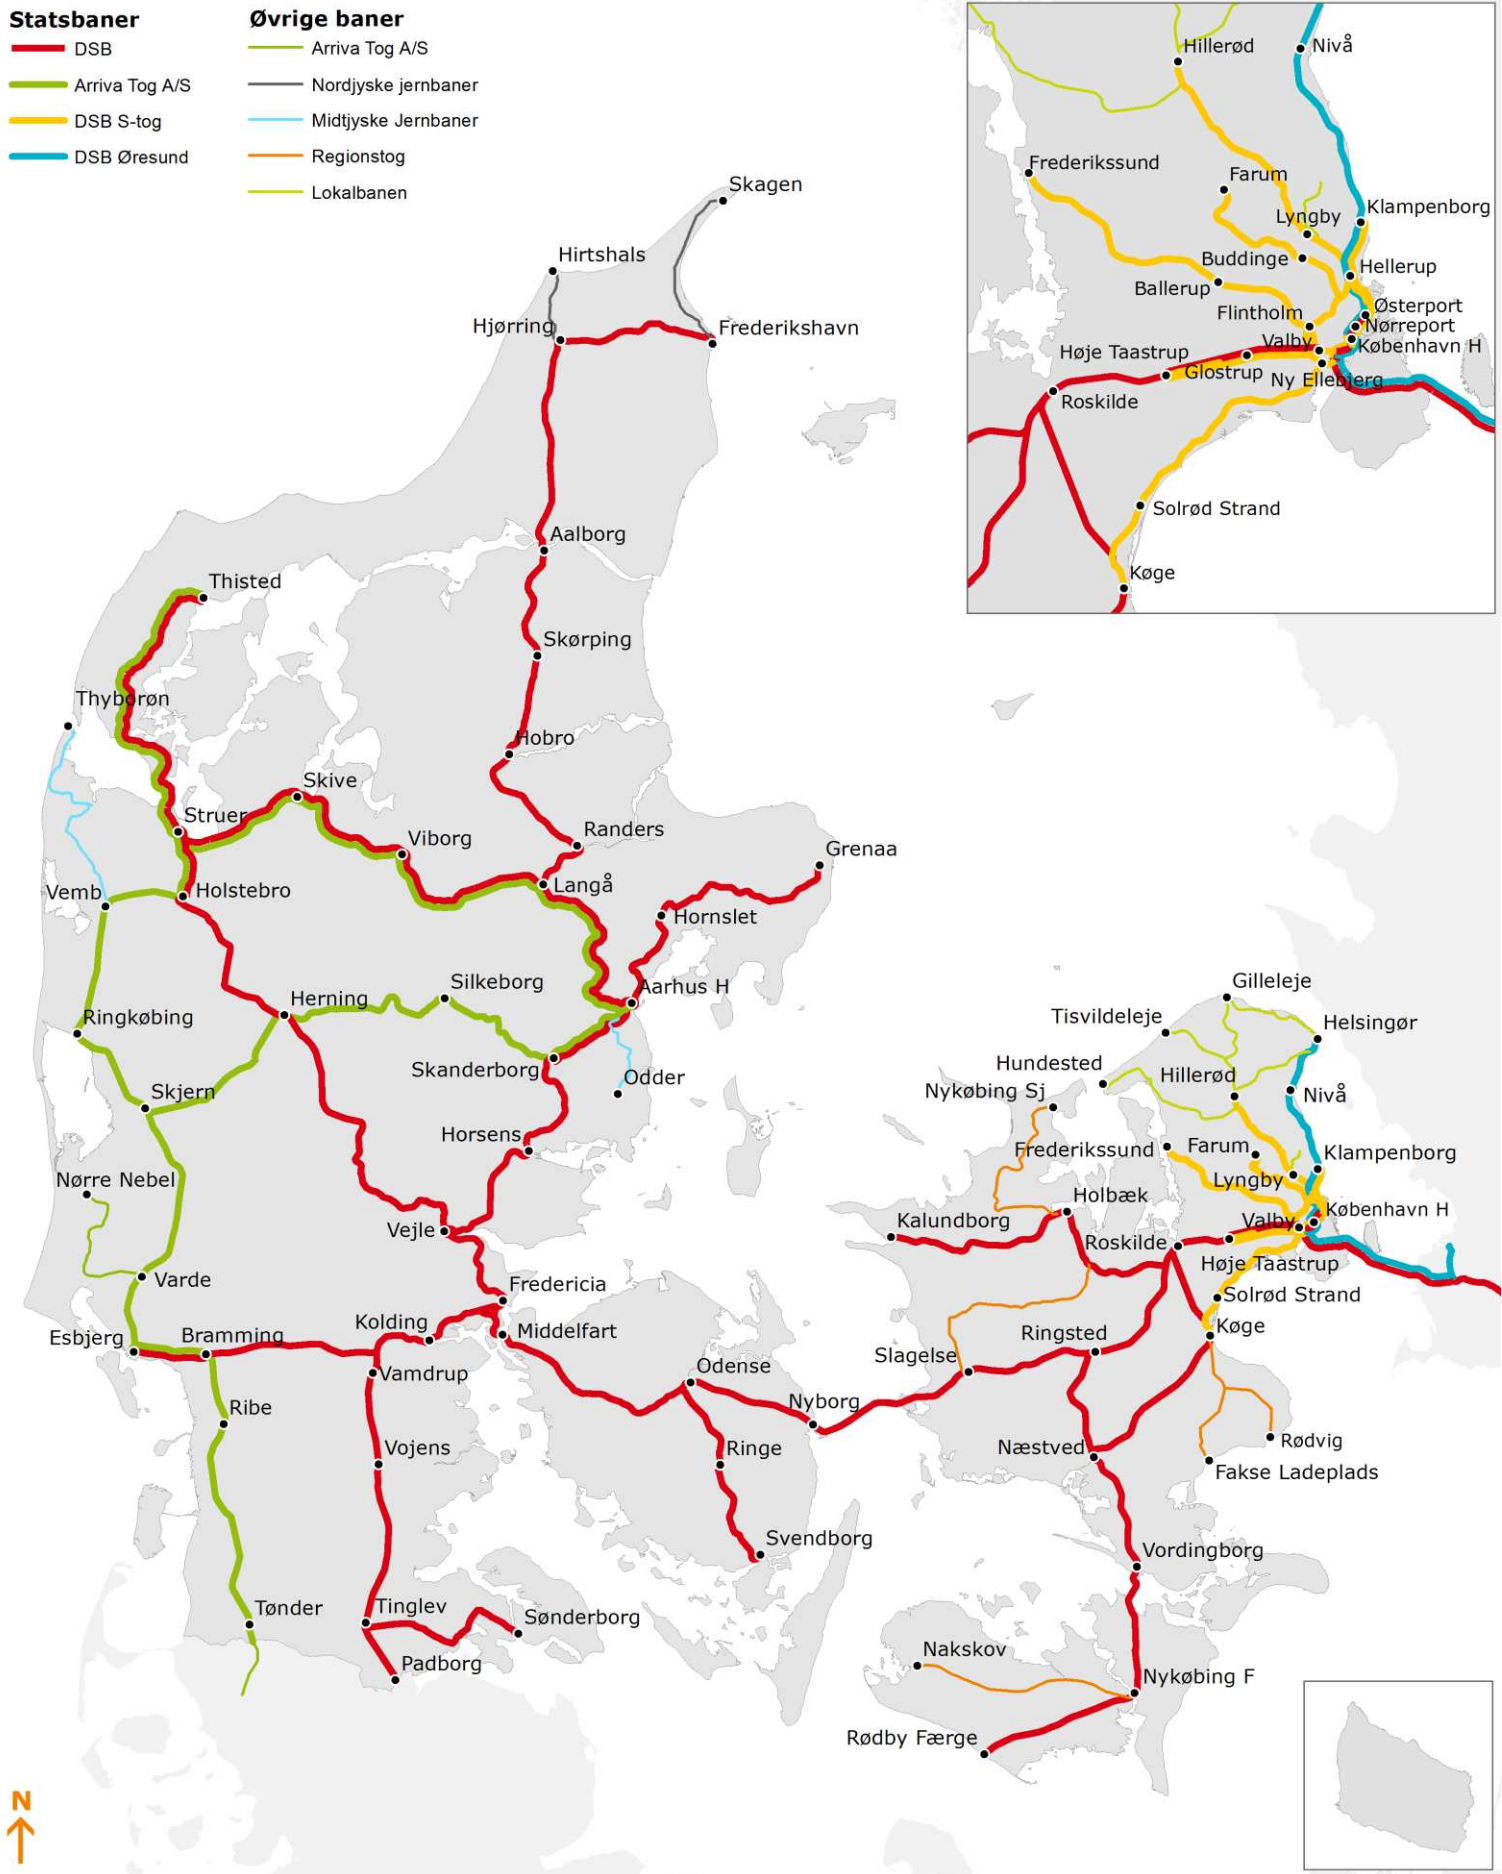 Statsbaner
DSB
Arriva Tog A/S
DSB S-tog
DSB Øresund
Øvrige baner
Arriva Tog A/S
Nordjyske jernbaner
Midtjyske Jernbaner
Regionstog
Lokalbanen
Hillerød
Nivå
Frederikssund
Farum
Klampenborg
Lyngby
Buddinge
Hellerup
Ballerup
Østerport
Flintholm
Nørreport
Valby
København H
Høje Taastrup
Glostrup
Ny Ellebjerg
Roskilde
Solrød Strand
Køge
Skagen
Hirtshals
Hjørring
Frederikshavn
Aalborg
Thisted
Skørping
Thyborøn
Hobro
Skive
Struer
Viborg
Randers
Grenaa
Vemb
Holstebro
Langå
Hornslet
Silkeborg
Aarhus H
Herning
Ringkøbing
Skanderborg
Odder
Skjern
Horsens
Nørre Nebel
Vejle
Varde
Fredericia
Esbjerg
Bramming
Kolding
Middelfart
Vamdrup
Odense
Nyborg
Ribe
Vojens
Ringe
Svendborg
Tønder
Tinglev
Sønderborg
Padborg
Gilleleje
Tisvildeleje
Helsingør
Hundested
Hillerød
Nykøbing Sj
Nivå
Frederikssund
Farum
Klampenborg
Lyngby
Holbæk
København H
Kalundborg
Valby
Roskilde
Høje Taastrup
Solrød Strand
Ringsted
Køge
Slagelse
Næstved
Rødvig
Fakse Ladeplads
Vordingborg
Nakskov
Nykøbing F
Rødby Færge
N